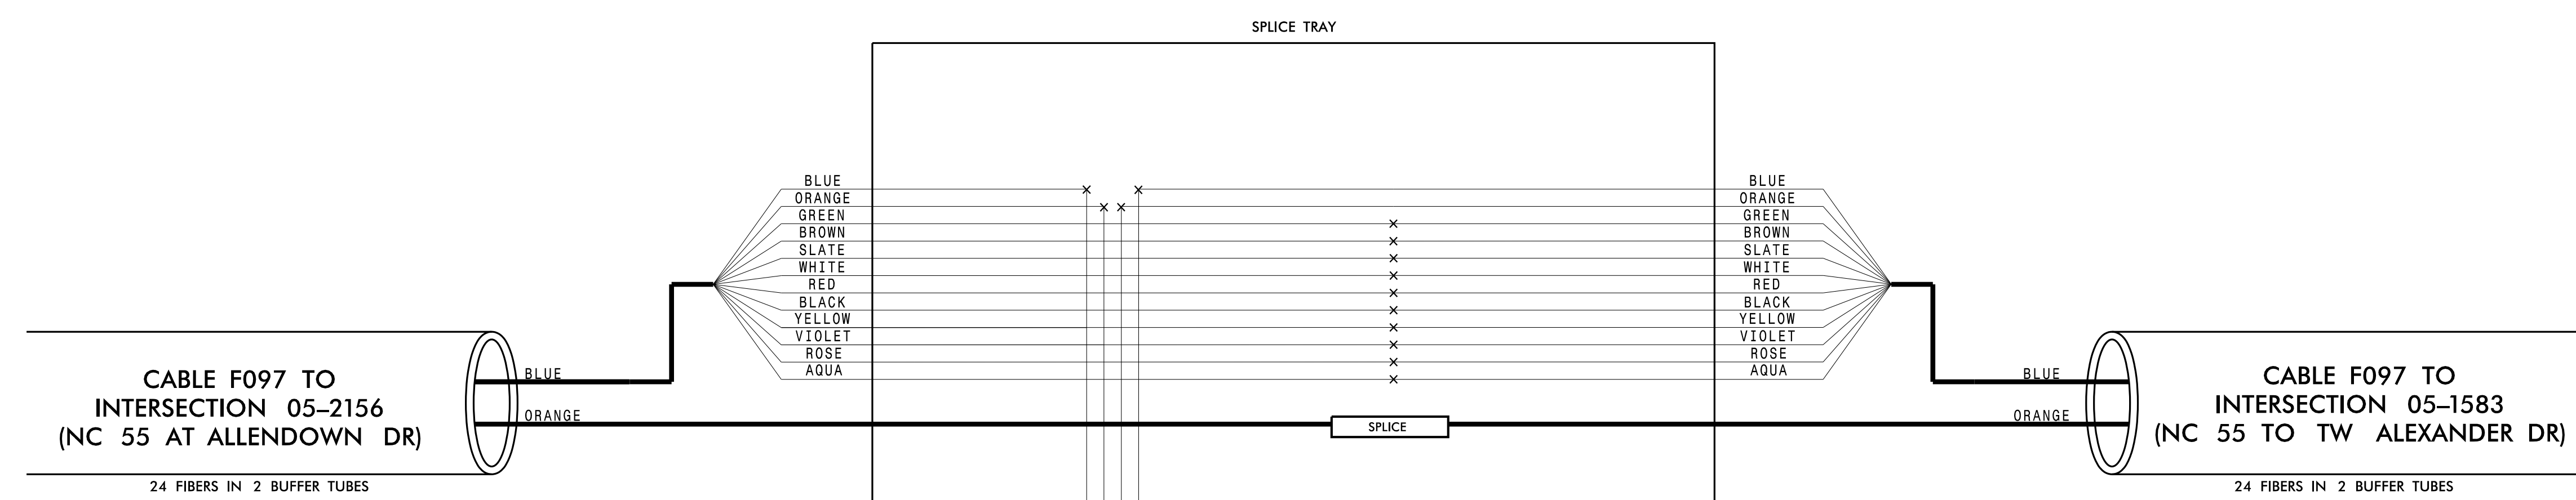 SPLICE TRAY
BLUE
ORANGE
GREEN
BROWN
SLATE
WHITE
RED
BLACK
YELLOW
VIOLET
ROSE
AQUA
BLUE
ORANGE
GREEN
BROWN
SLATE
WHITE
RED
BLACK
YELLOW
VIOLET
ROSE
AQUA
CABLE F097 TO
INTERSECTION 05–2156
(NC 55 AT ALLENDOWN DR)
24 FIBERS IN 2 BUFFER TUBES
BLUE
ORANGE
SPLICE
BLUE
ORANGE
CABLE F097 TO
INTERSECTION 05–1583
(NC 55 TO TW ALEXANDER DR)
24 FIBERS IN 2 BUFFER TUBES